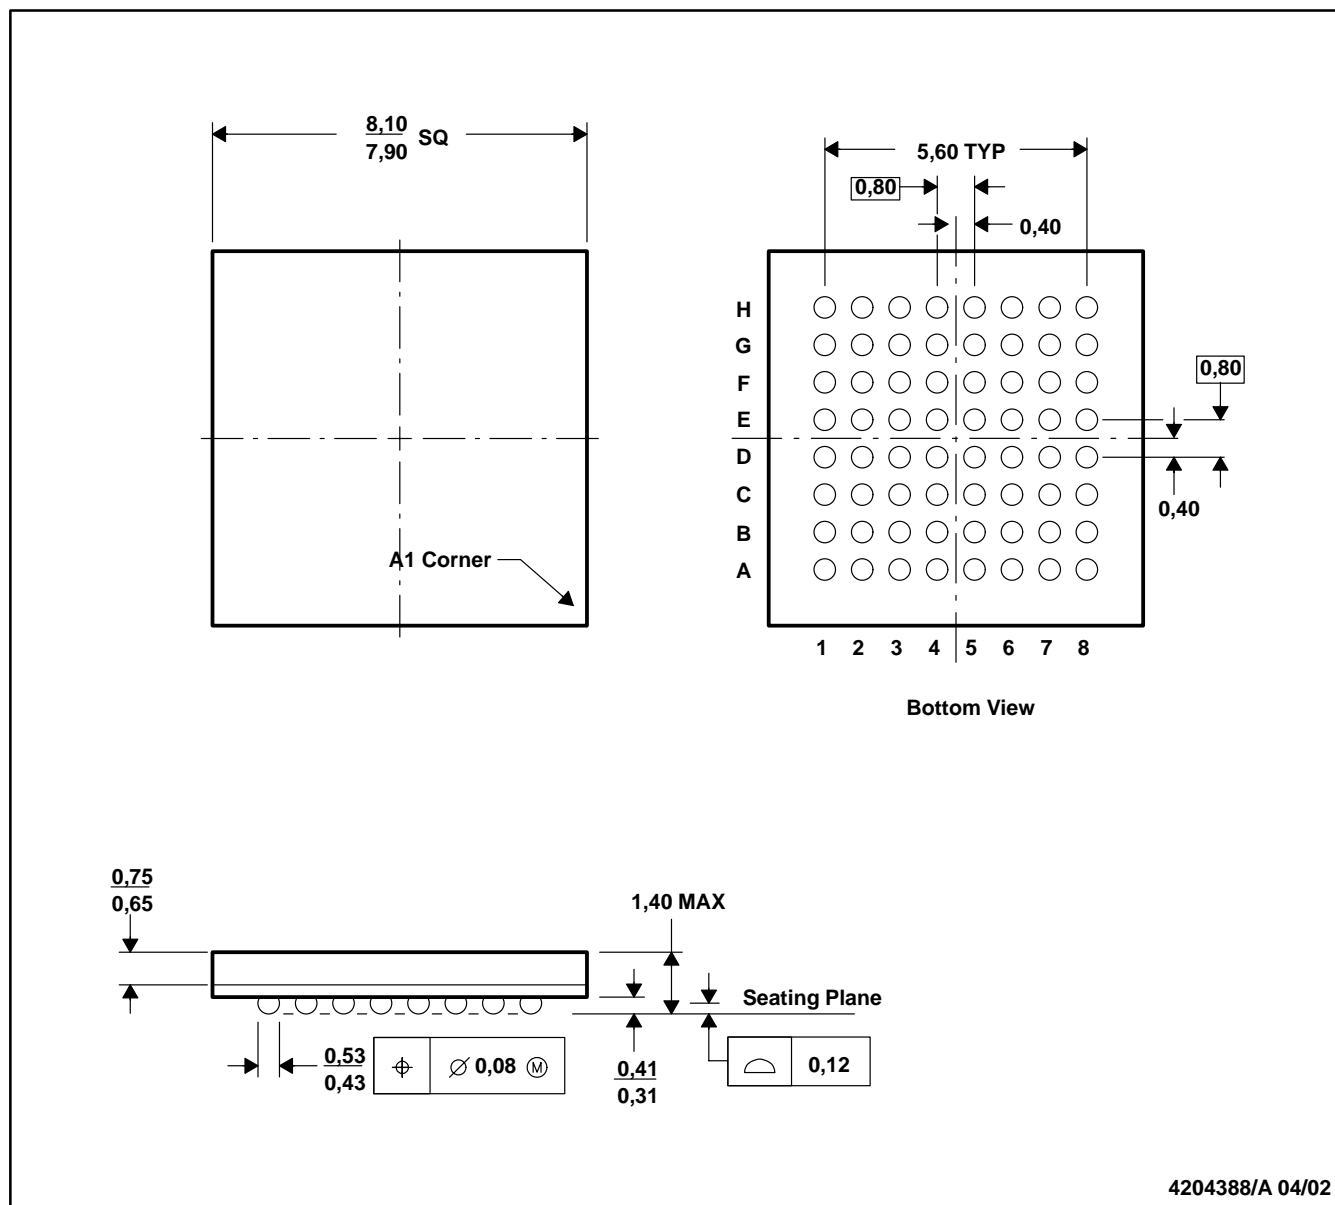 8,10
7,90
SQ
5,60 TYP
0,80
0,40
H
G
F
E
D
C
B
A
0,80
0,40
A1 Corner
1 2 3 4 5 6 7 8
Bottom View
0,75
0,65
1,40 MAX
Seating Plane
0,53
0,43
⌀ 0,08 Ⓜ
0,41
0,31
0,12
4204388/A 04/02